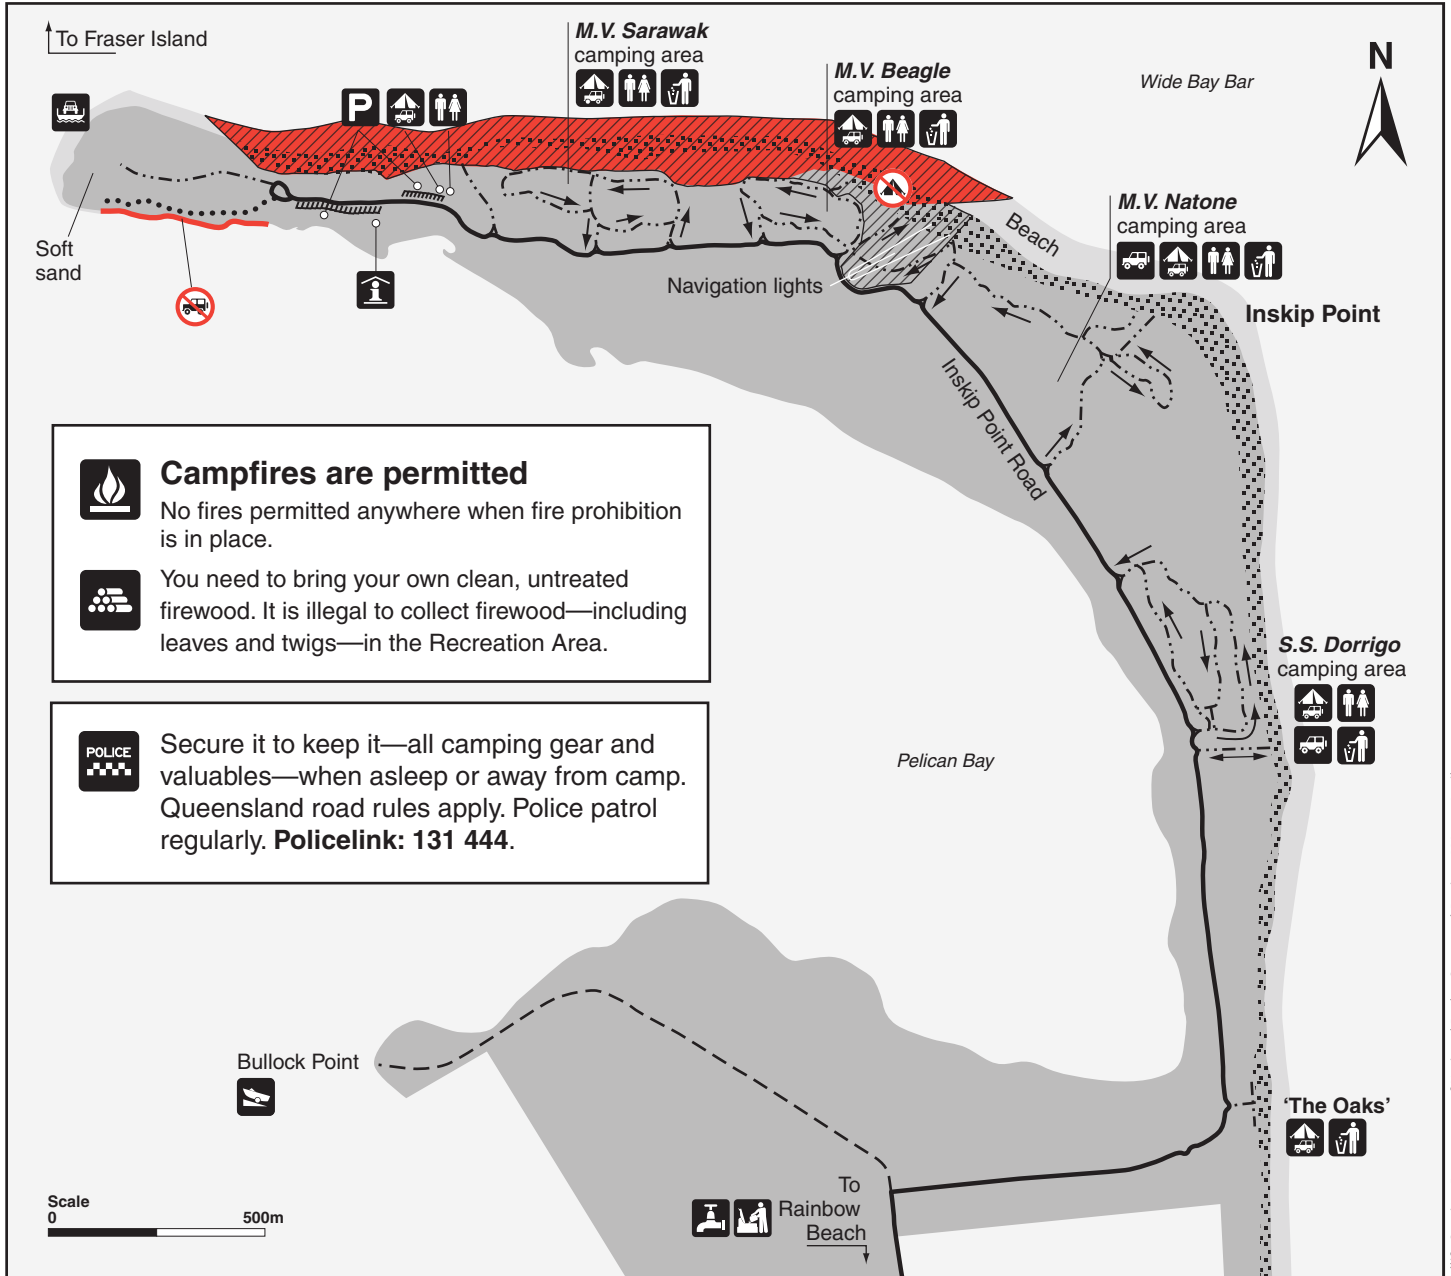 To Fraser Island
M.V. Sarawak
camping area
M.V. Beagle
camping area
Wide Bay Bar
N
P
M.V. Natone
camping area
Beach
Soft
sand
Navigation lights
Inskip Point
Inskip Point Road
Campfires are permitted
No fires permitted anywhere when fire prohibition
is in place.
You need to bring your own clean, untreated
firewood. It is illegal to collect firewood—including
leaves and twigs—in the Recreation Area.
S.S. Dorrigo
camping area
POLICE
Secure it to keep it—all camping gear and
valuables—when asleep or away from camp.
Queensland road rules apply. Police patrol
regularly. Policelink: 131 444.
Pelican Bay
Bullock Point
'The Oaks'
To
Rainbow
Beach
Scale
0 500m